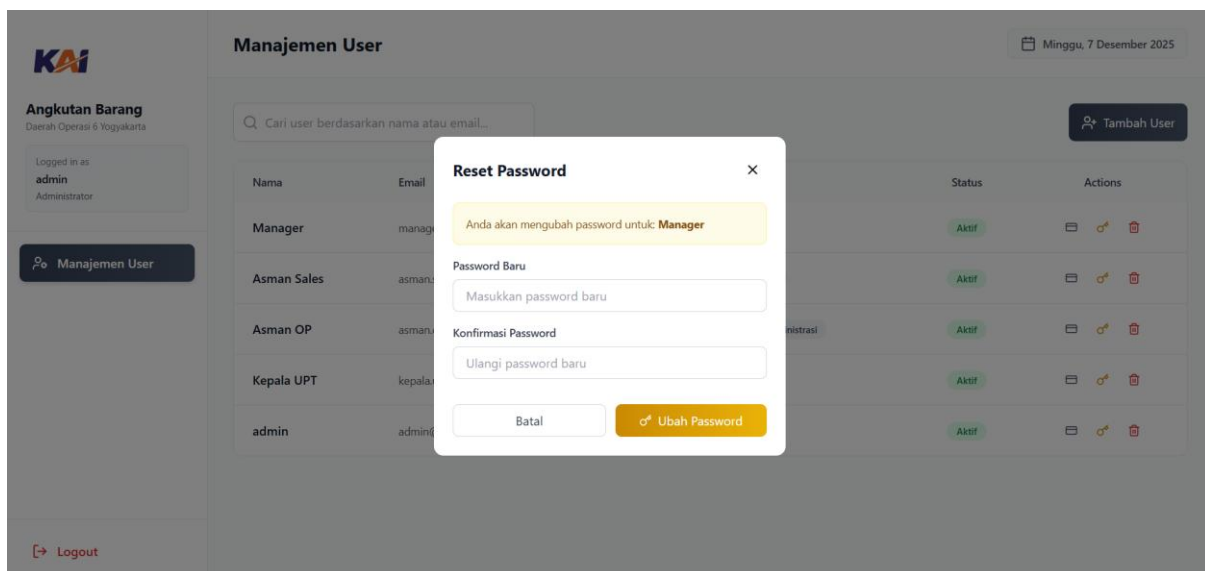 KAI
Manajemen User
Minggu, 7 Desember 2025
Angkutan Barang
Daerah Operasi 6 Yogyakarta
Logged in as
admin
Administrator
Manajemen User
Logout
Cari user berdasarkan nama atau email...
Tambah User
Nama Email Status Actions
Manager Aktif
Asman Sales Aktif
Asman OP Aktif
Kepala UPT Aktif
admin Aktif
Reset Password
Anda akan mengubah password untuk: Manager
Password Baru
Masukkan password baru
Konfirmasi Password
Ulangi password baru
Batal
Ubah Password